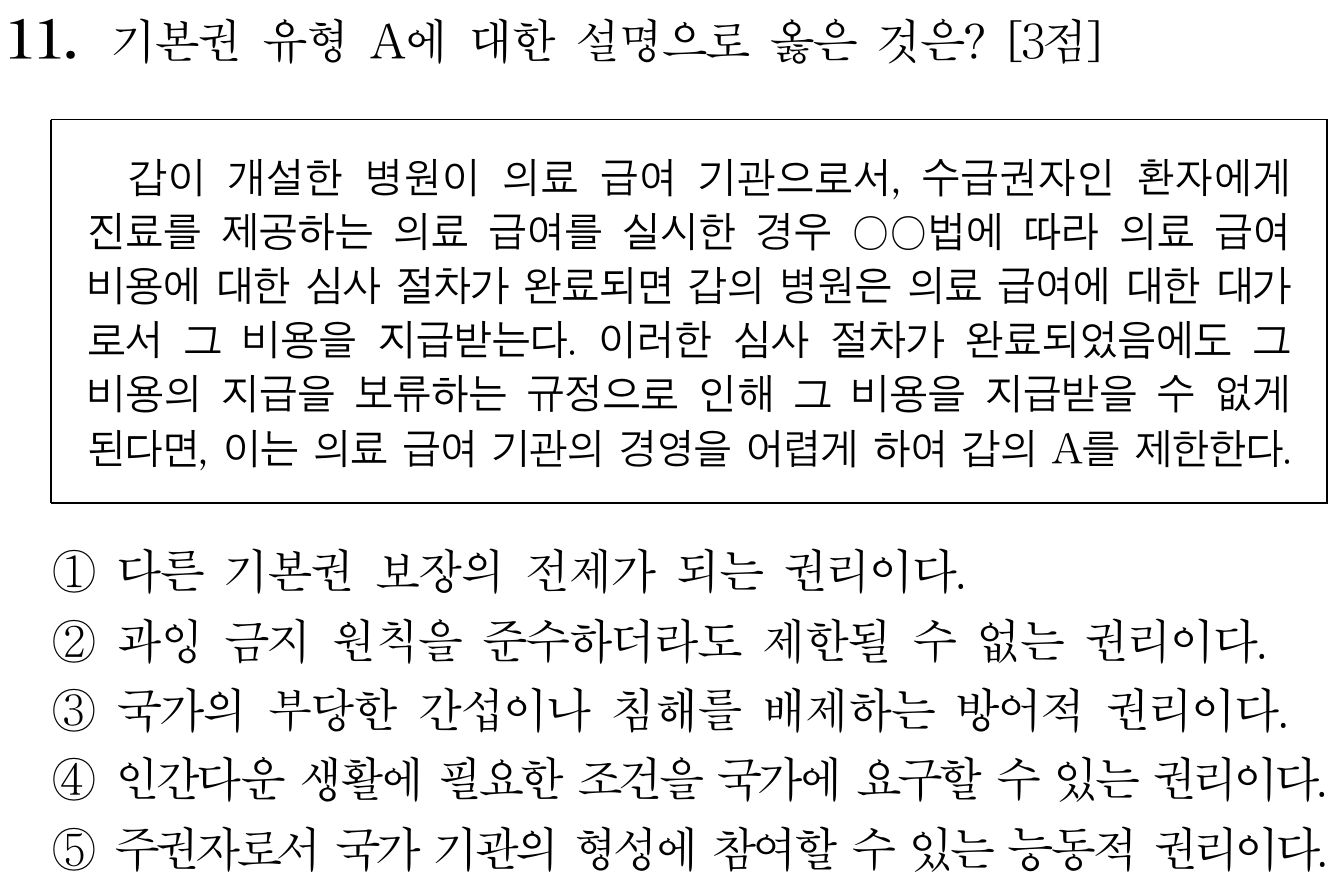 11. 기본권 유형 A에 대한 설명으로 옳은 것은? [3점]
갑이 개설한 병원이 의료 급여 기관으로서, 수급권자인 환자에게
진료를 제공하는 의료 급여를 실시한 경우 ○○법에 따라 의료 급여
비용에 대한 심사 절차가 완료되면 갑의 병원은 의료 급여에 대한 대가
로서 그 비용을 지급받는다. 이러한 심사 절차가 완료되었음에도 그
비용의 지급을 보류하는 규정으로 인해 그 비용을 지급받을 수 없게
된다면, 이는 의료 급여 기관의 경영을 어렵게 하여 갑의 A를 제한한다.
① 다른 기본권 보장의 전제가 되는 권리이다.
② 과잉 금지 원칙을 준수하더라도 제한될 수 없는 권리이다.
③ 국가의 부당한 간섭이나 침해를 배제하는 방어적 권리이다.
④ 인간다운 생활에 필요한 조건을 국가에 요구할 수 있는 권리이다.
⑤ 주권자로서 국가 기관의 형성에 참여할 수 있는 능동적 권리이다.